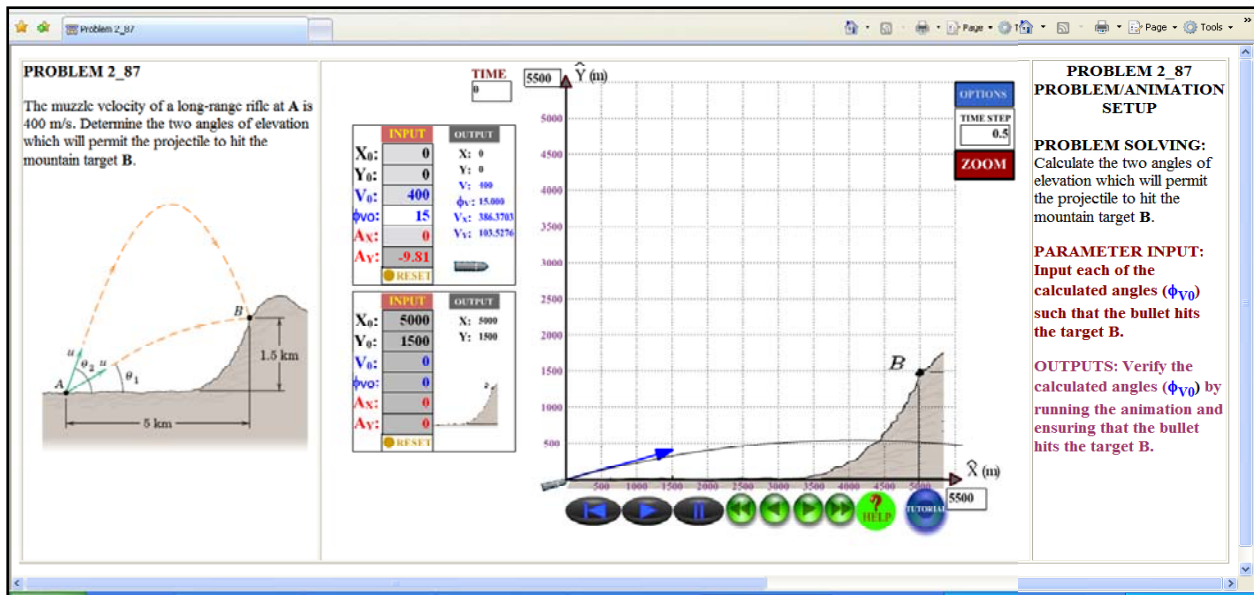 Problem 2_87
Page
Page
Tools
PROBLEM 2_87
The muzzle velocity of a long-range rifle at A is
400 m/s. Determine the two angles of elevation
which will permit the projectile to hit the
mountain target B.
B
u
u
θ2
θ1
A
1.5 km
5 km
TIME
0
INPUT OUTPUT
X0: 0 X: 0
Y0: 0 Y: 0
V0: 400 V: 400
ϕV0: 15 ϕV: 15.000
AX: 0 VX: 386.3703
AY: -9.81 VY: 103.5276
RESET
INPUT OUTPUT
X0: 5000 X: 5000
Y0: 1500 Y: 1500
V0: 0
ϕV0: 0
AX: 0
AY: 0
RESET
5500 Ŷ (m)
5000
4500
4000
3500
3000
2500
2000
1500
1000
500
B
500 1000 1500 2000 2500 3000 3500 4000 4500 5000
X̂ (m)
5500
HELP
TUTORIAL
OPTIONS
TIME STEP
0.5
ZOOM
PROBLEM 2_87
PROBLEM/ANIMATION
SETUP
PROBLEM SOLVING:
Calculate the two angles of
elevation which will permit
the projectile to hit the
mountain target B.
PARAMETER INPUT:
Input each of the
calculated angles (ϕV0)
such that the bullet hits
the target B.
OUTPUTS: Verify the
calculated angles (ϕV0) by
running the animation and
ensuring that the bullet
hits the target B.